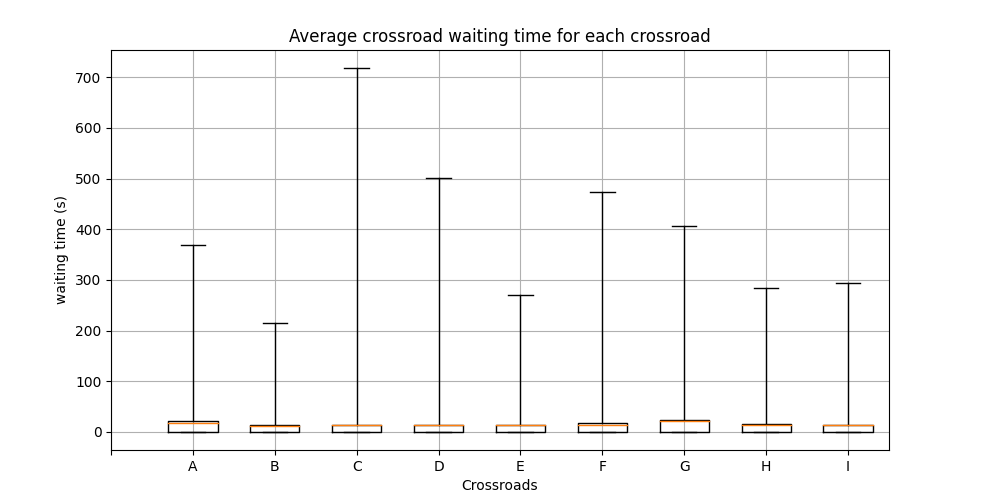 Average crossroad waiting time for each crossroad
waiting time (s)
700
600
500
400
300
200
100
0
A B C D E F G H I
Crossroads